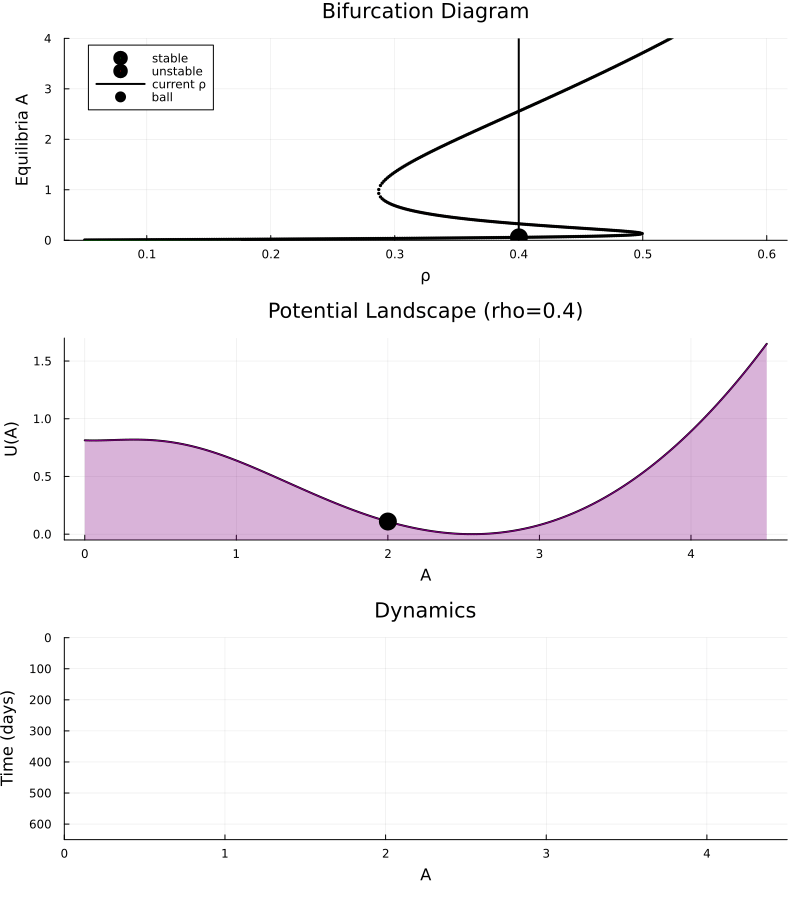 Bifurcation Diagram
4
3
2
1
0
Equilibria A
stable
unstable
current ρ
ball
0.1 0.2 0.3 0.4 0.5 0.6
ρ
Potential Landscape (rho=0.4)
1.5
1.0
0.5
0.0
U(A)
0 1 2 3 4
A
Dynamics
0
100
200
300
400
500
600
Time (days)
0 1 2 3 4
A